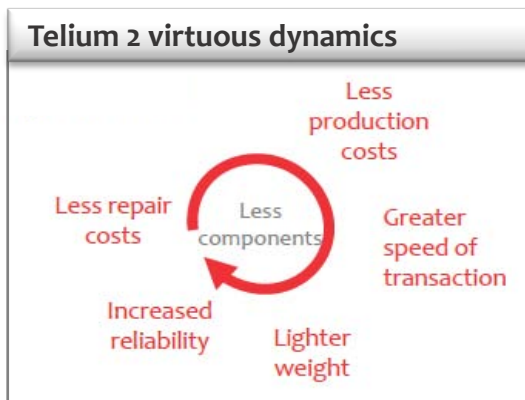 Telium 2 virtuous dynamics
Less
production
costs
Less repair
costs
Less
components
Greater
speed of
transaction
Increased
reliability
Lighter
weight